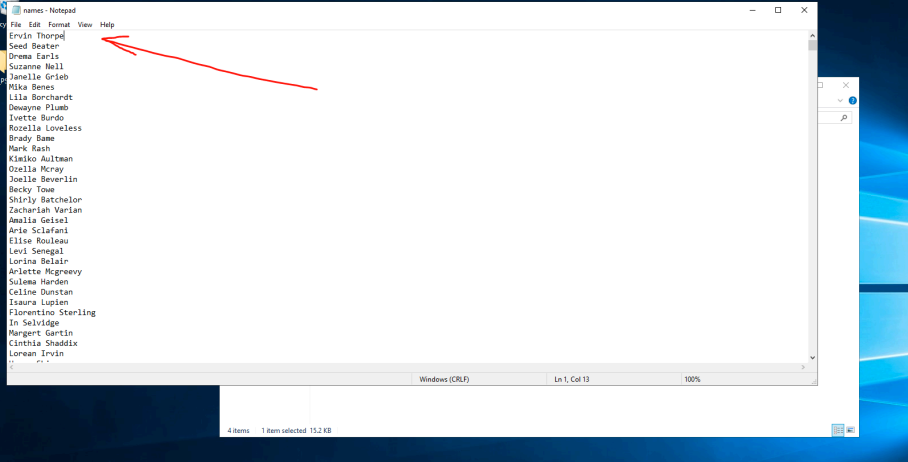 names - Notepad
File Edit Format View Help
Ervin Thorpe
Seed Beater
Drema Earls
Suzanne Nell
Janelle Grieb
Mika Benes
Lila Borchardt
Dewayne Plumb
Ivette Burdo
Rozella Loveless
Brady Bame
Mark Rash
Kimiko Aultman
Ozella Mcray
Joelle Beverlin
Becky Towe
Shirly Batchelor
Zachariah Varian
Amalia Geisel
Arie Sclafani
Elise Rouleau
Levi Senegal
Lorina Belair
Arlette Mcgreevy
Sulema Harden
Celine Dunstan
Isaura Lupien
Florentino Sterling
In Selvidge
Margert Gartin
Cinthia Shaddix
Lorean Irvin
Windows (CRLF) Ln 1, Col 13 100%
4 items 1 item selected 15,2 KB